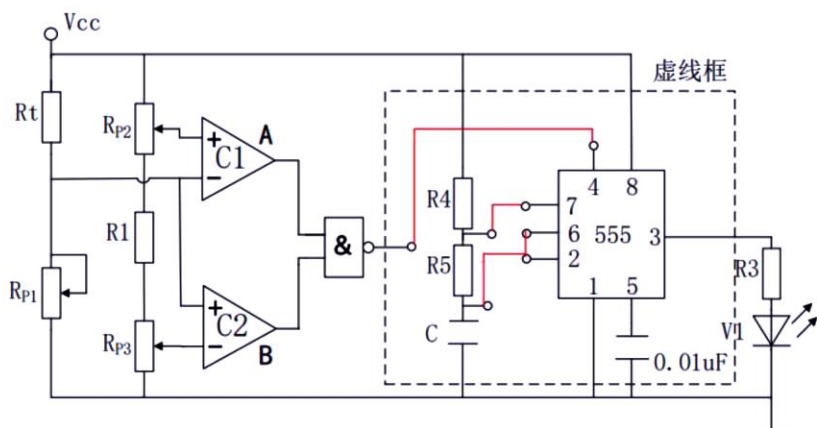 Vcc
虚线框
Rt
RP2
+
C1
-
A
4 8
R4
7
R1
&
6 555 3
R5
2
R3
RP1
+
C2
-
B
1 5
RP3
C
V1
0.01uF